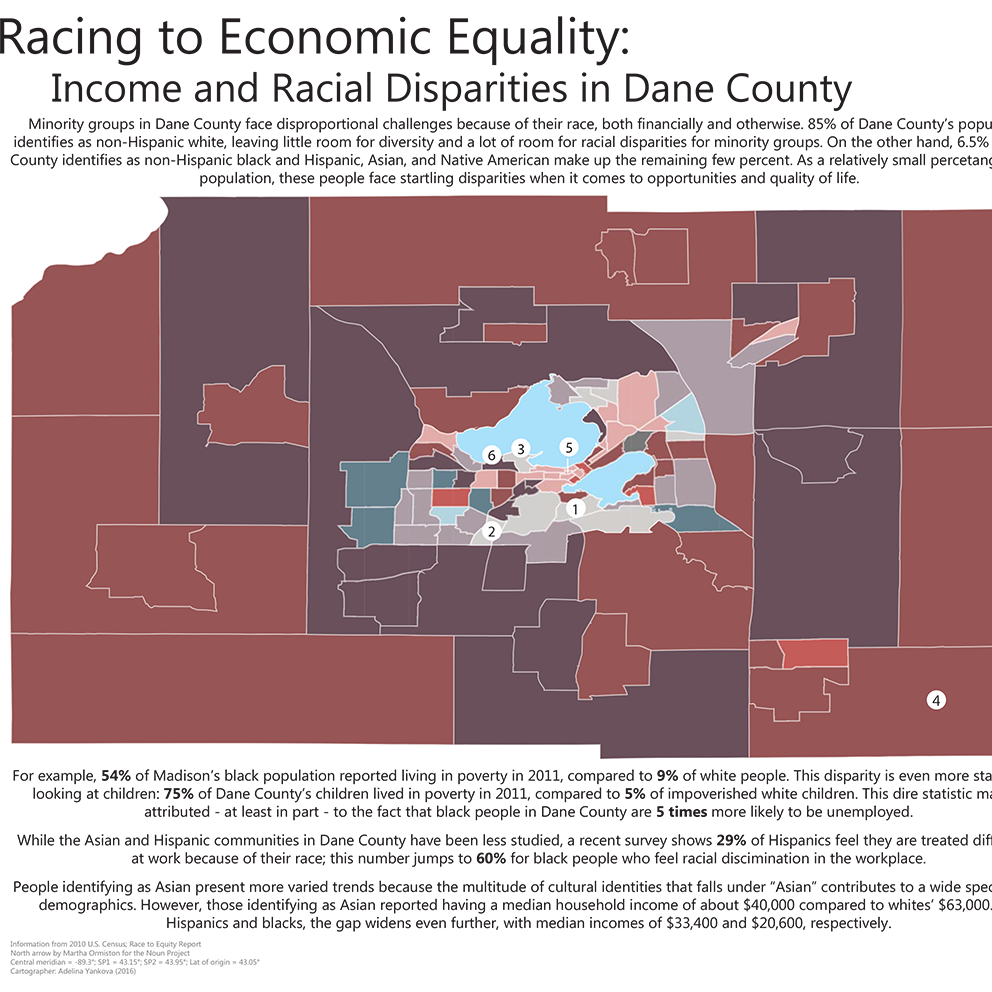 Racing to Economic Equality:
Income and Racial Disparities in Dane County
Minority groups in Dane County face disproportional challenges because of their race, both financially and otherwise. 85% of Dane County's popu
identifies as non-Hispanic white, leaving little room for diversity and a lot of room for racial disparities for minority groups. On the other hand, 6.5%
County identifies as non-Hispanic black and Hispanic, Asian, and Native American make up the remaining few percent. As a relatively small percetang
population, these people face startling disparities when it comes to opportunities and quality of life.
6
3
5
1
2
4
For example, 54% of Madison's black population reported living in poverty in 2011, compared to 9% of white people. This disparity is even more sta
looking at children: 75% of Dane County's children lived in poverty in 2011, compared to 5% of impoverished white children. This dire statistic ma
attributed - at least in part - to the fact that black people in Dane County are 5 times more likely to be unemployed.
While the Asian and Hispanic communities in Dane County have been less studied, a recent survey shows 29% of Hispanics feel they are treated diff
at work because of their race; this number jumps to 60% for black people who feel racial discimination in the workplace.
People identifying as Asian present more varied trends because the multitude of cultural identities that falls under "Asian" contributes to a wide spec
demographics. However, those identifying as Asian reported having a median household income of about $40,000 compared to whites' $63,000.
Hispanics and blacks, the gap widens even further, with median incomes of $33,400 and $20,600, respectively.
Information from 2010 U.S. Census; Race to Equity Report
North arrow by Martha Ormiston for the Noun Project
Central meridian = -89.3°; SP1 = 43.15°; SP2 = 43.95°; Lat of origin = 43.05°
Cartographer: Adelina Yankova (2016)